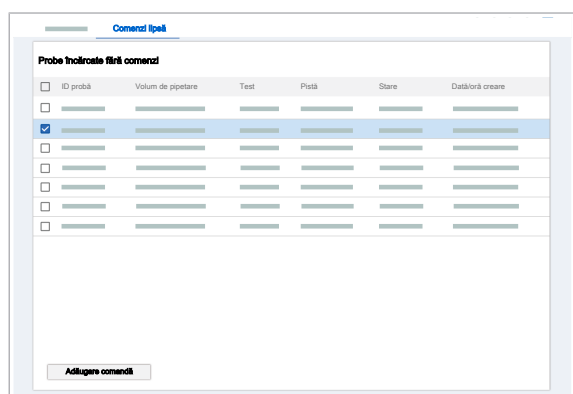 Comenzi lipsă
Probe încărcate fără comenzi
ID probă Volum de pipetare Test Pistă Stare Dată/oră creare
Adăugare comandă